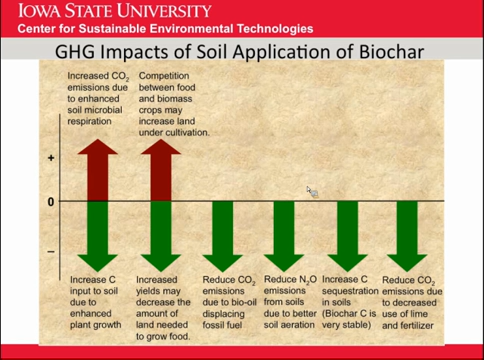 IOWA STATE UNIVERSITY
Center for Sustainable Environmental Technologies
GHG Impacts of Soil Application of Biochar
Increased CO₂
emissions due
to enhanced
soil microbial
respiration
Competition
between food
and biomass
crops may
increase land
under cultivation.
+
0
–
Increase C
input to soil
due to
enhanced
plant growth
Increased
yields may
decrease the
amount of
land needed
to grow food.
Reduce CO₂
emissions
due to bio-oil
displacing
fossil fuel
Reduce N₂O
emissions
from soils
due to better
soil aeration
Increase C
sequestration
in soils
(Biochar C is
very stable)
Reduce CO₂
emissions due
to decreased
use of lime
and fertilizer